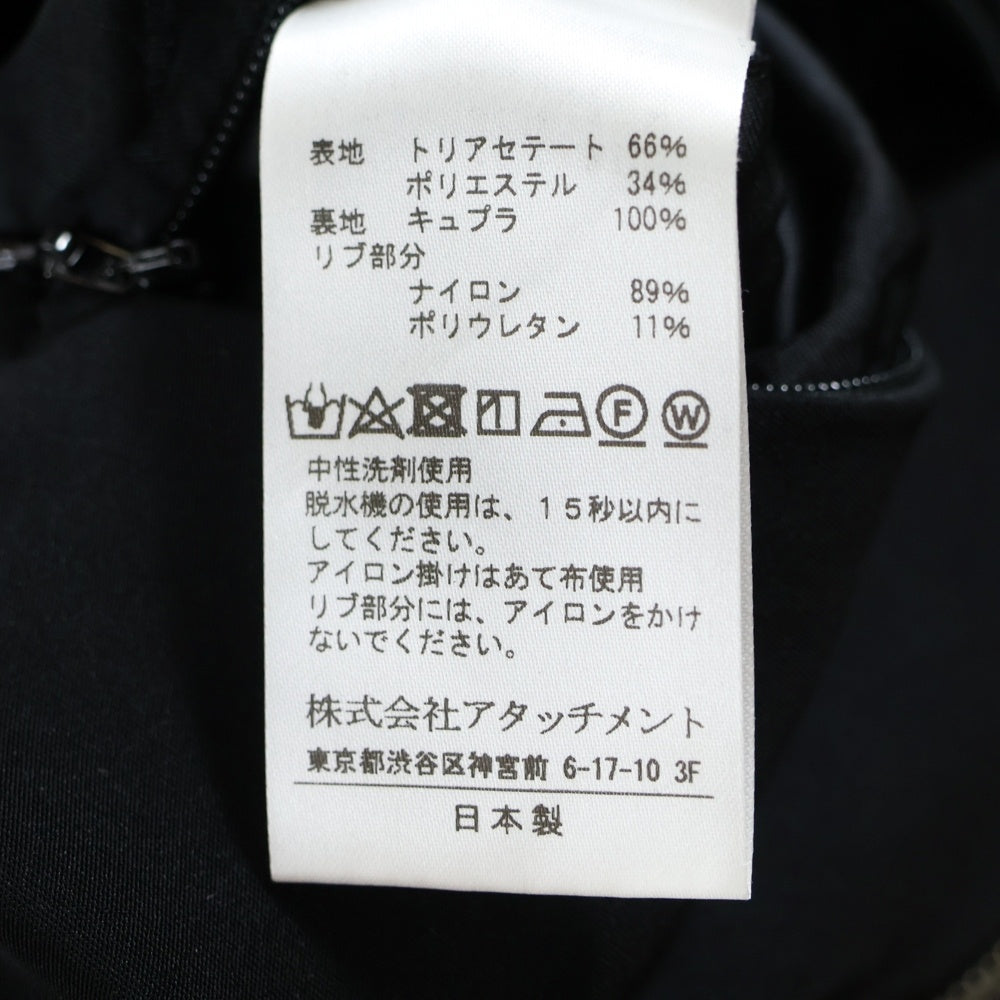 表地 トリアセテート 66%
ポリエステル 34%
裏地 キュプラ 100%
リブ部分
ナイロン 89%
ポリウレタン 11%
F W
中性洗剤使用
脱水機の使用は、15秒以内に
してください。
アイロン掛けはあて布使用
リブ部分には、アイロンをかけ
ないでください。
株式会社アタッチメント
東京都渋谷区神宮前 6-17-10 3F
日本製